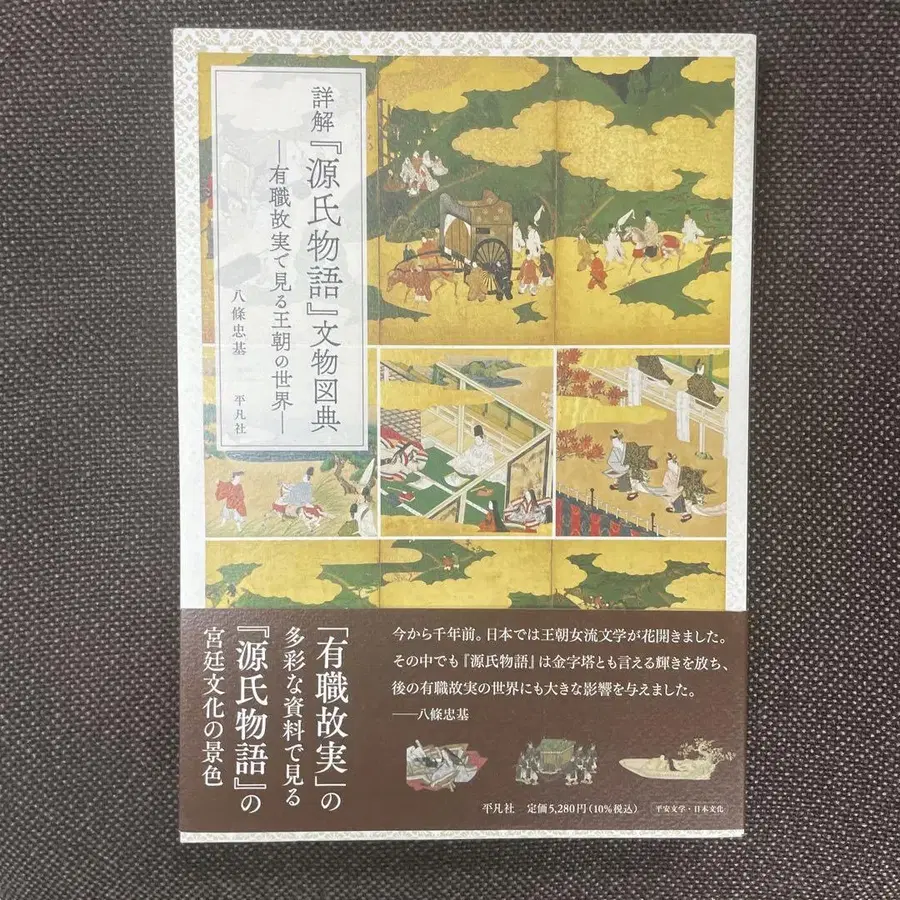 詳解『源氏物語』文物図典
―有職故実で見る王朝の世界―
八條忠基
平凡社
「有職故実」の
多彩な資料で見る
『源氏物語』の
宮廷文化の景色
今から千年前。日本では王朝女流文学が花開きました。
その中でも『源氏物語』は金字塔とも言える輝きを放ち、
後の有職故実の世界にも大きな影響を与えました。
――八條忠基
平凡社 定価5,280円(10%税込) 平安文学・日本文化